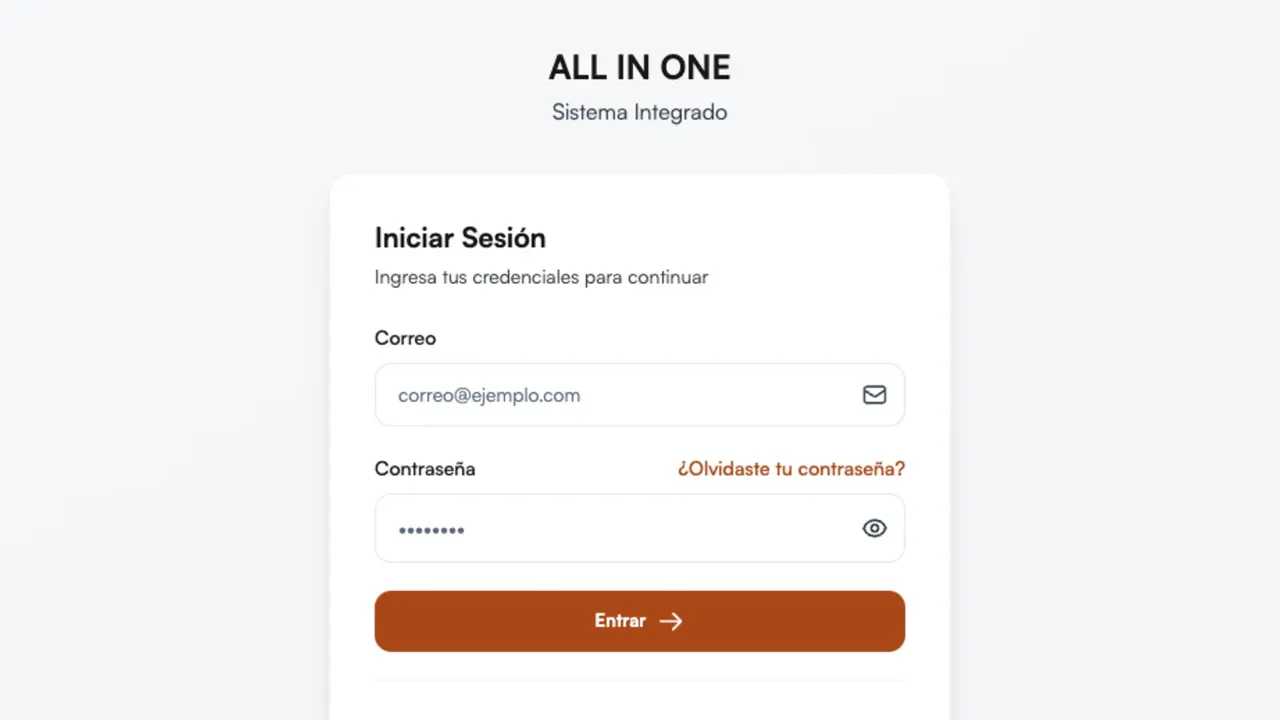 ALL IN ONE
Sistema Integrado
Iniciar Sesión
Ingresa tus credenciales para continuar
Correo
correo@ejemplo.com
Contraseña
¿Olvidaste tu contraseña?
••••••••
Entrar →